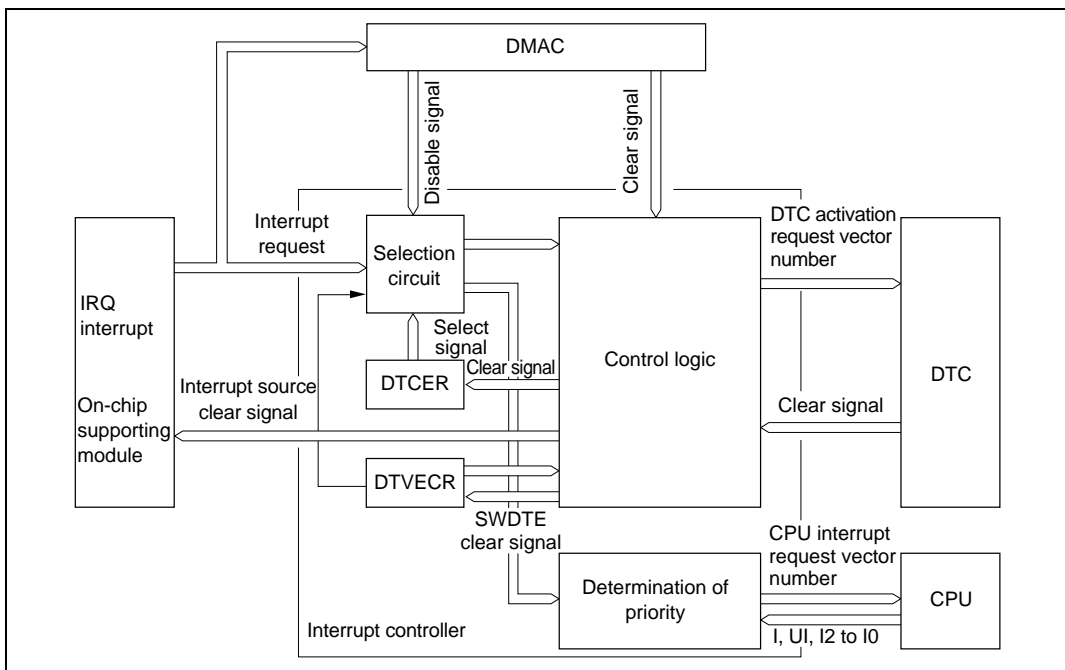 DMAC
Disable signal
Clear signal
Interrupt
request
Selection
circuit
DTC activation
request vector
number
IRQ
interrupt
On-chip
supporting
module
Select
signal
Control logic
DTC
DTCER
Clear signal
Interrupt source
clear signal
Clear signal
DTVECR
SWDTE
clear signal
CPU interrupt
request vector
number
Determination of
priority
CPU
Interrupt controller
I, UI, I2 to I0